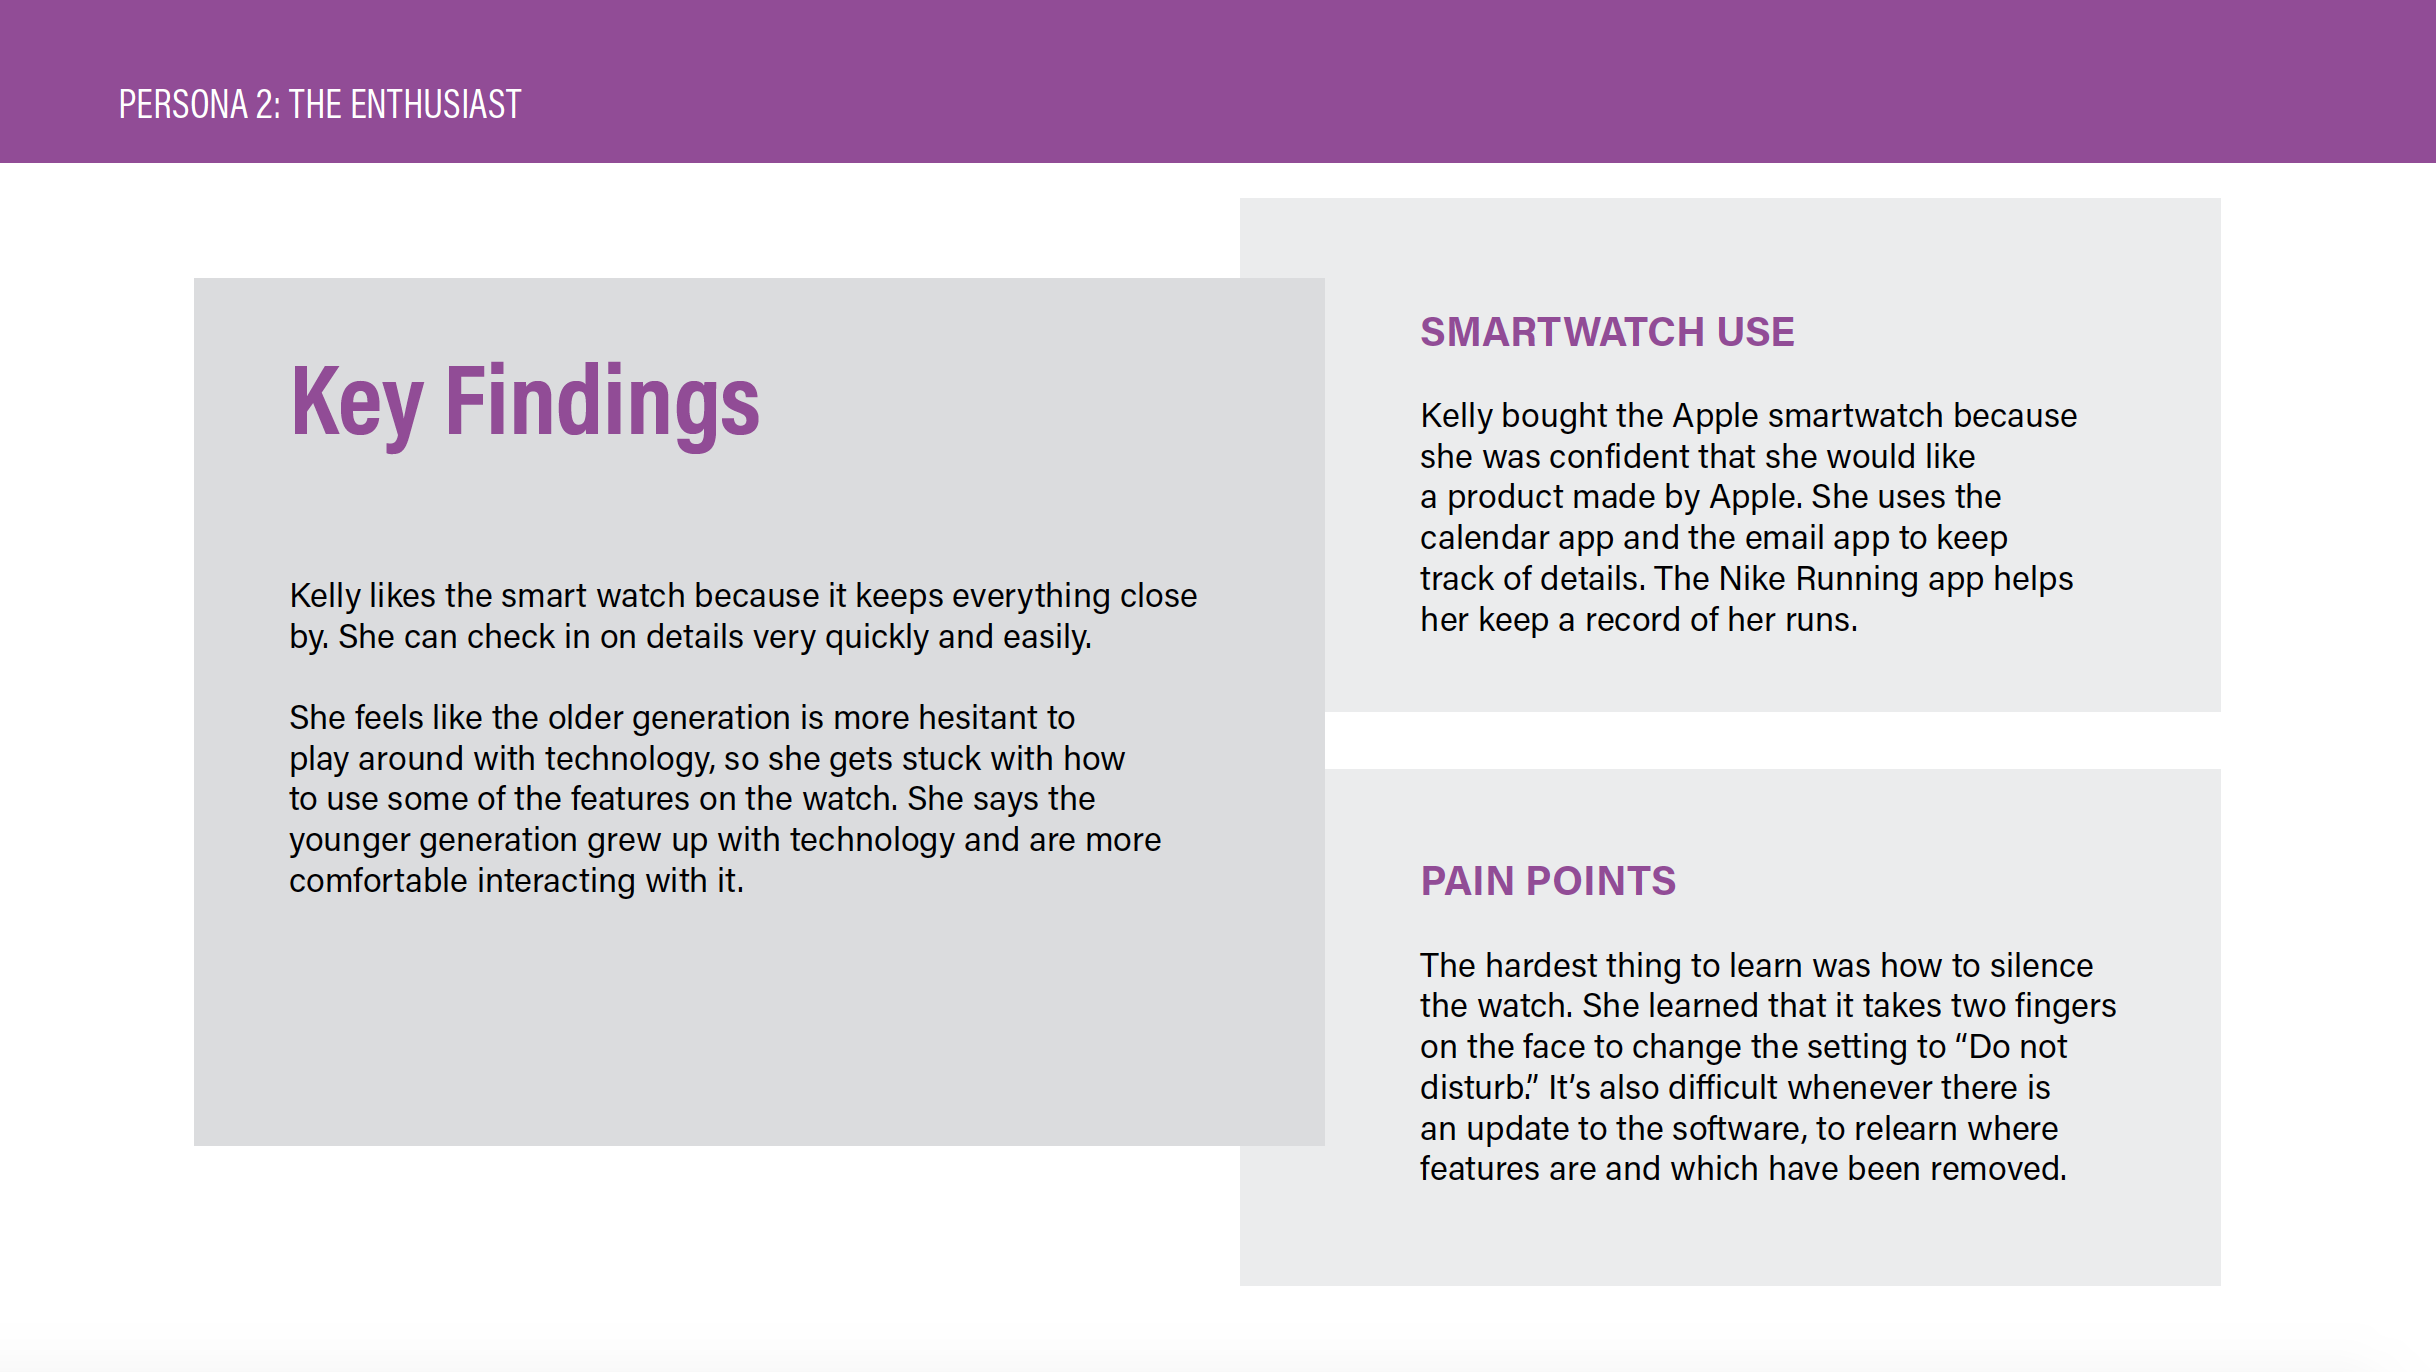 PERSONA 2: THE ENTHUSIAST
Key Findings
Kelly likes the smart watch because it keeps everything close
by. She can check in on details very quickly and easily.
She feels like the older generation is more hesitant to
play around with technology, so she gets stuck with how
to use some of the features on the watch. She says the
younger generation grew up with technology and are more
comfortable interacting with it.
SMARTWATCH USE
Kelly bought the Apple smartwatch because
she was confident that she would like
a product made by Apple. She uses the
calendar app and the email app to keep
track of details. The Nike Running app helps
her keep a record of her runs.
PAIN POINTS
The hardest thing to learn was how to silence
the watch. She learned that it takes two fingers
on the face to change the setting to “Do not
disturb.” It’s also difficult whenever there is
an update to the software, to relearn where
features are and which have been removed.